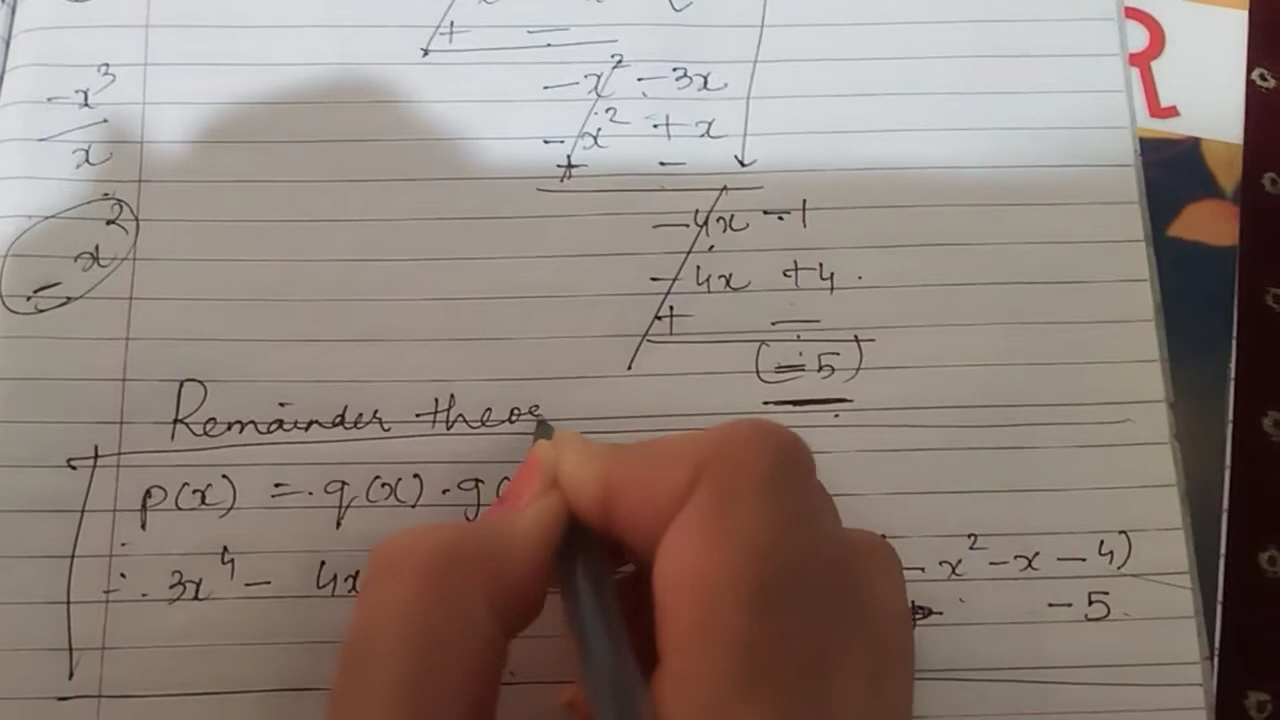 + −
-x² - 3x
-x³
- x² + x
x
+ −
-4x - 1
- x²
- 4x + 4
+ −
(-5)
Remainder theo
p(x) = q(x) . g(
∴ 3x⁴ - 4x - x² - x - 4)
- 5